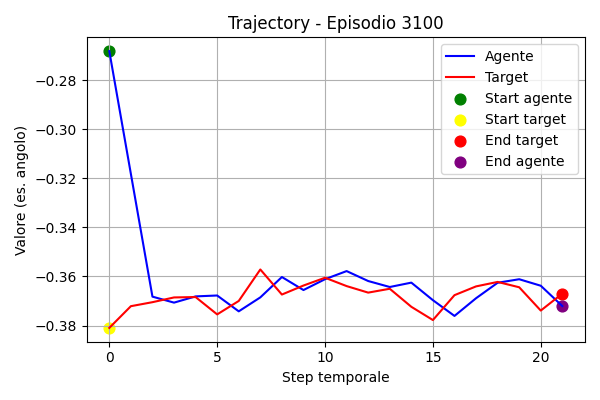 Trajectory - Episodio 3100
Agente
Target
Start agente
Start target
End target
End agente
Valore (es. angolo)
−0.28
−0.30
−0.32
−0.34
−0.36
−0.38
0
5
10
15
20
Step temporale